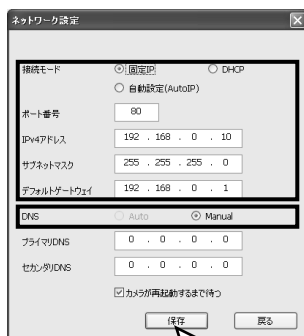 ネットワーク設定
接続モード 固定IP DHCP
自動設定(AutoIP)
ポート番号 80
IPv4アドレス 192 . 168 . 0 . 10
サブネットマスク 255 . 255 . 255 . 0
デフォルトゲートウェイ 192 . 168 . 0 . 1
DNS Auto Manual
プライマリDNS 0 . 0 . 0 . 0
セカンダリDNS 0 . 0 . 0 . 0
カメラが再起動するまで待つ
保存 戻る